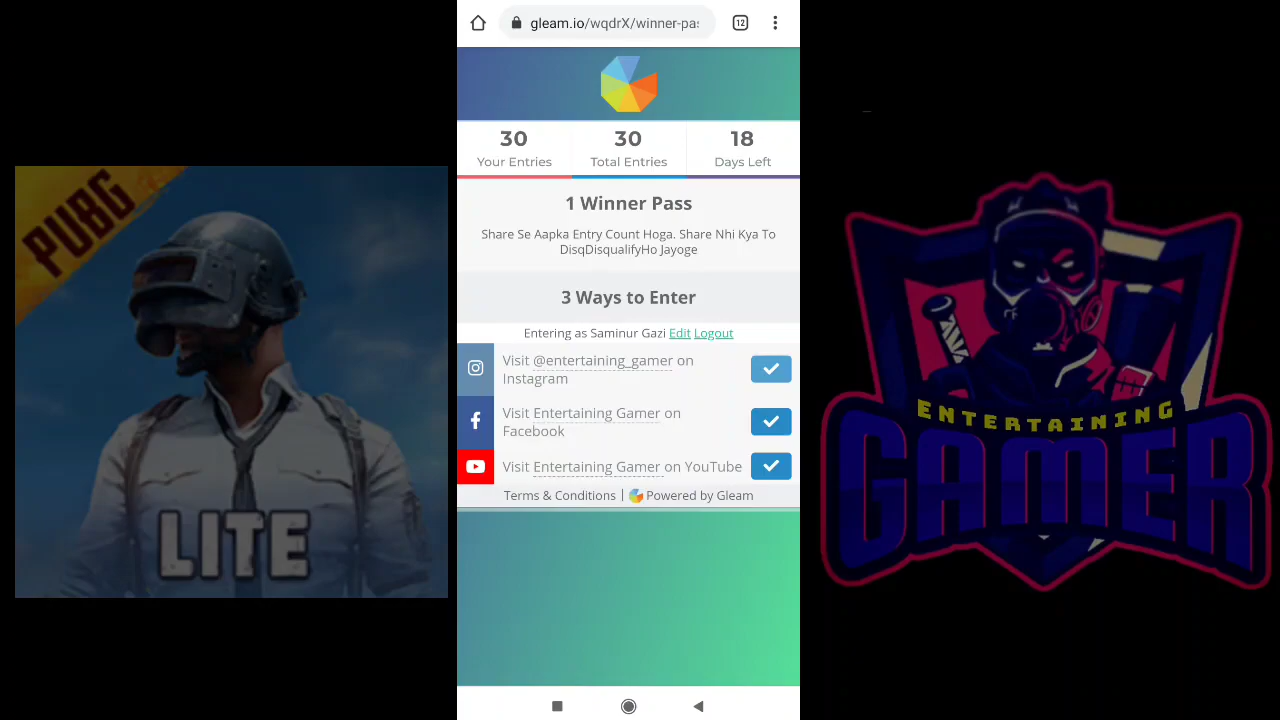 PUBG
LITE
gleam.io/wqdrX/winner-pa
12
30
Your Entries
30
Total Entries
18
Days Left
1 Winner Pass
Share Se Aapka Entry Count Hoga. Share Nhi Kya To
DisqDisqualifyHo Jayoge
3 Ways to Enter
Entering as Saminur Gazi Edit Logout
Visit @entertaining_gamer on
Instagram
Visit Entertaining Gamer on
Facebook
Visit Entertaining Gamer on YouTube
Terms & Conditions | Powered by Gleam
ENTERTAINING
GAMER